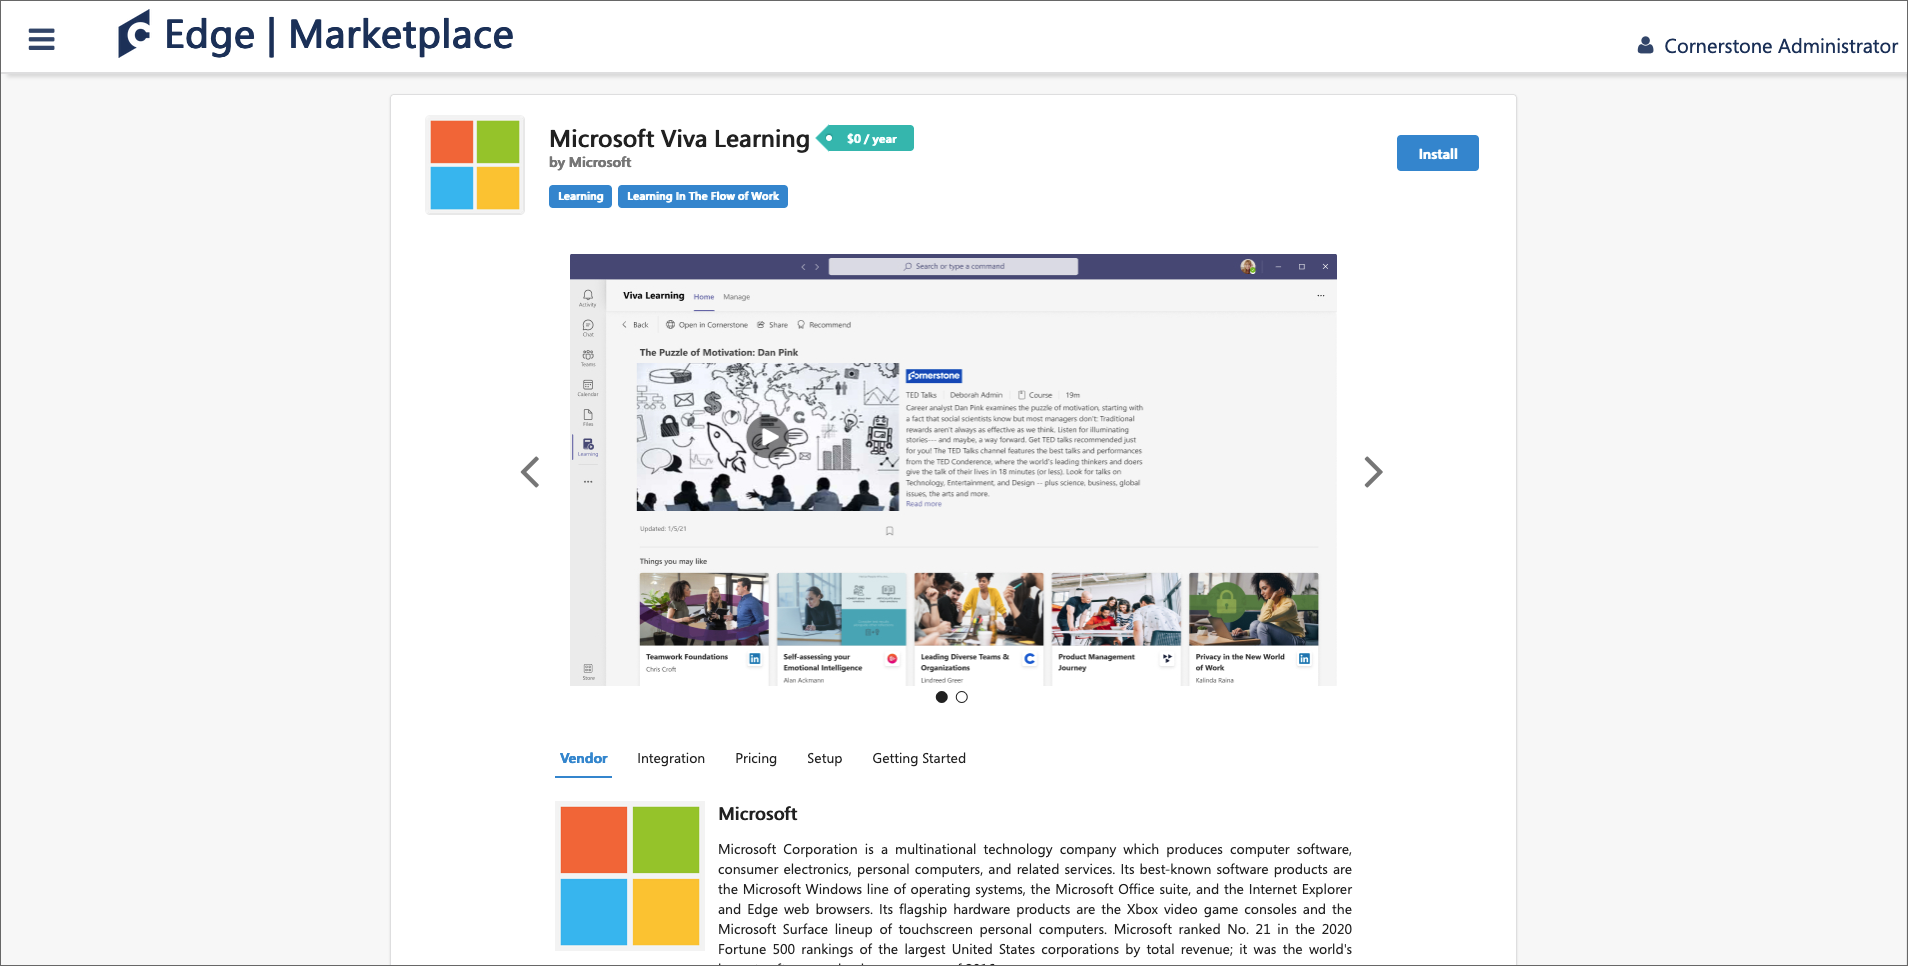 Edge | Marketplace
Cornerstone Administrator
Microsoft Viva Learning
$0 / year
by Microsoft
Install
Learning
Learning In The Flow of Work
Search or type a command
Viva Learning
Home
Manage
Activity
Chat
Teams
Calendar
Files
Learning
Store
Back
Open in Cornerstone
Share
Recommend
The Puzzle of Motivation: Dan Pink
cornerstone
TED Talks
Deborah Admin
Course
19m
Career analyst Dan Pink examines the puzzle of motivation, starting with
a fact that social scientists know but most managers don't: Traditional
rewards aren't always as effective as we think. Listen for illuminating
stories— and maybe, a way forward. Get TED talks recommended just
for you! The TED Talks channel features the best talks and performances
from the TED Conference, where the world's leading thinkers and doers
give the talk of their lives in 18 minutes (or less). Look for talks on
Technology, Entertainment, and Design -- plus science, business, global
issues, the arts and more.
Read more
Updated: 1/5/21
Things you may like
Teamwork Foundations
Chris Croft
Self-assessing your
Emotional Intelligence
Alan Ackmann
Leading Diverse Teams &
Organizations
Lindreed Greer
Product Management
Journey
Privacy in the New World
of Work
Kalinda Raina
Vendor
Integration
Pricing
Setup
Getting Started
Microsoft
Microsoft Corporation is a multinational technology company which produces computer software,
consumer electronics, personal computers, and related services. Its best-known software products are
the Microsoft Windows line of operating systems, the Microsoft Office suite, and the Internet Explorer
and Edge web browsers. Its flagship hardware products are the Xbox video game consoles and the
Microsoft Surface lineup of touchscreen personal computers. Microsoft ranked No. 21 in the 2020
Fortune 500 rankings of the largest United States corporations by total revenue; it was the world's